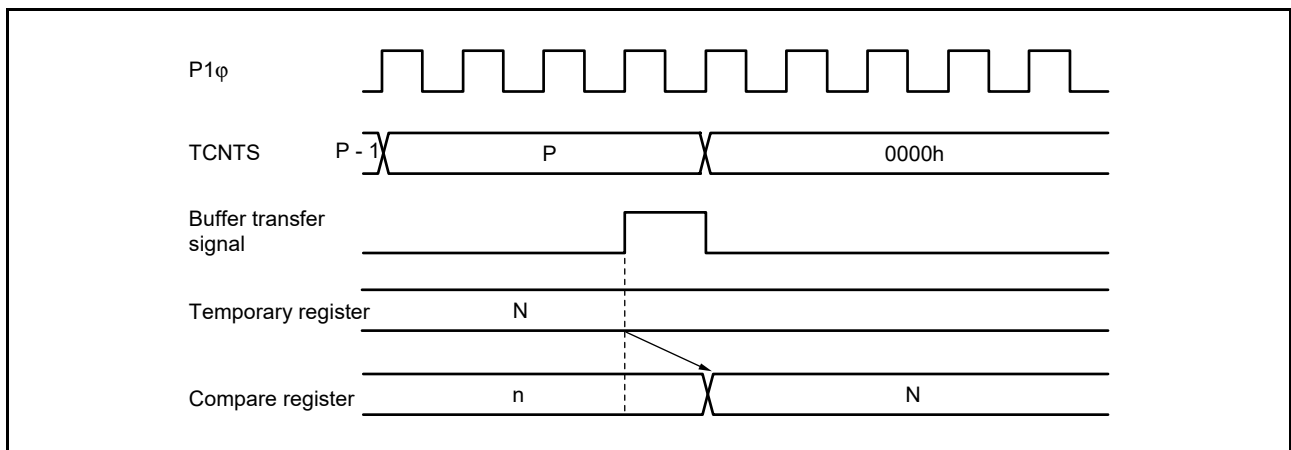 P1φ
TCNTS P - 1 P 0000h
Buffer transfer
signal
Temporary register N
Compare register n N